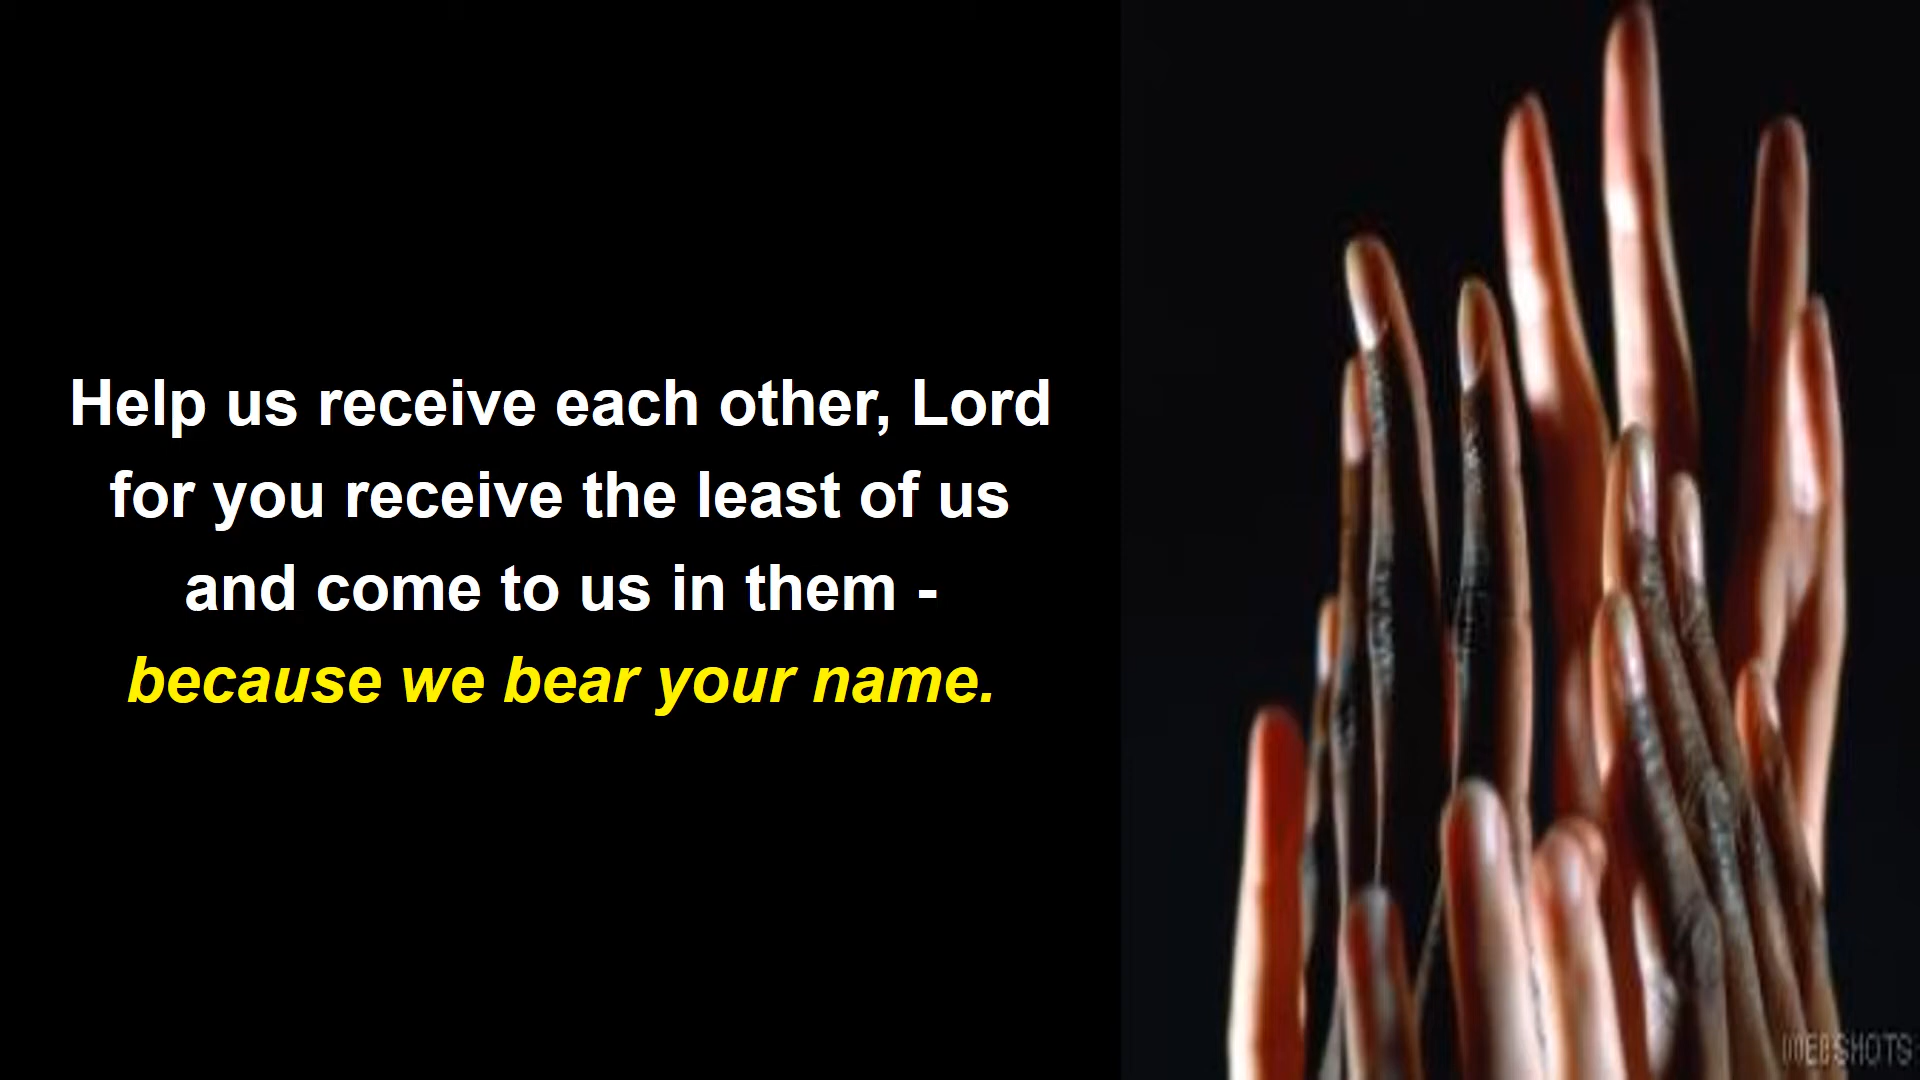 Help us receive each other, Lord
for you receive the least of us
and come to us in them -
because we bear your name.
WEBSHOTS